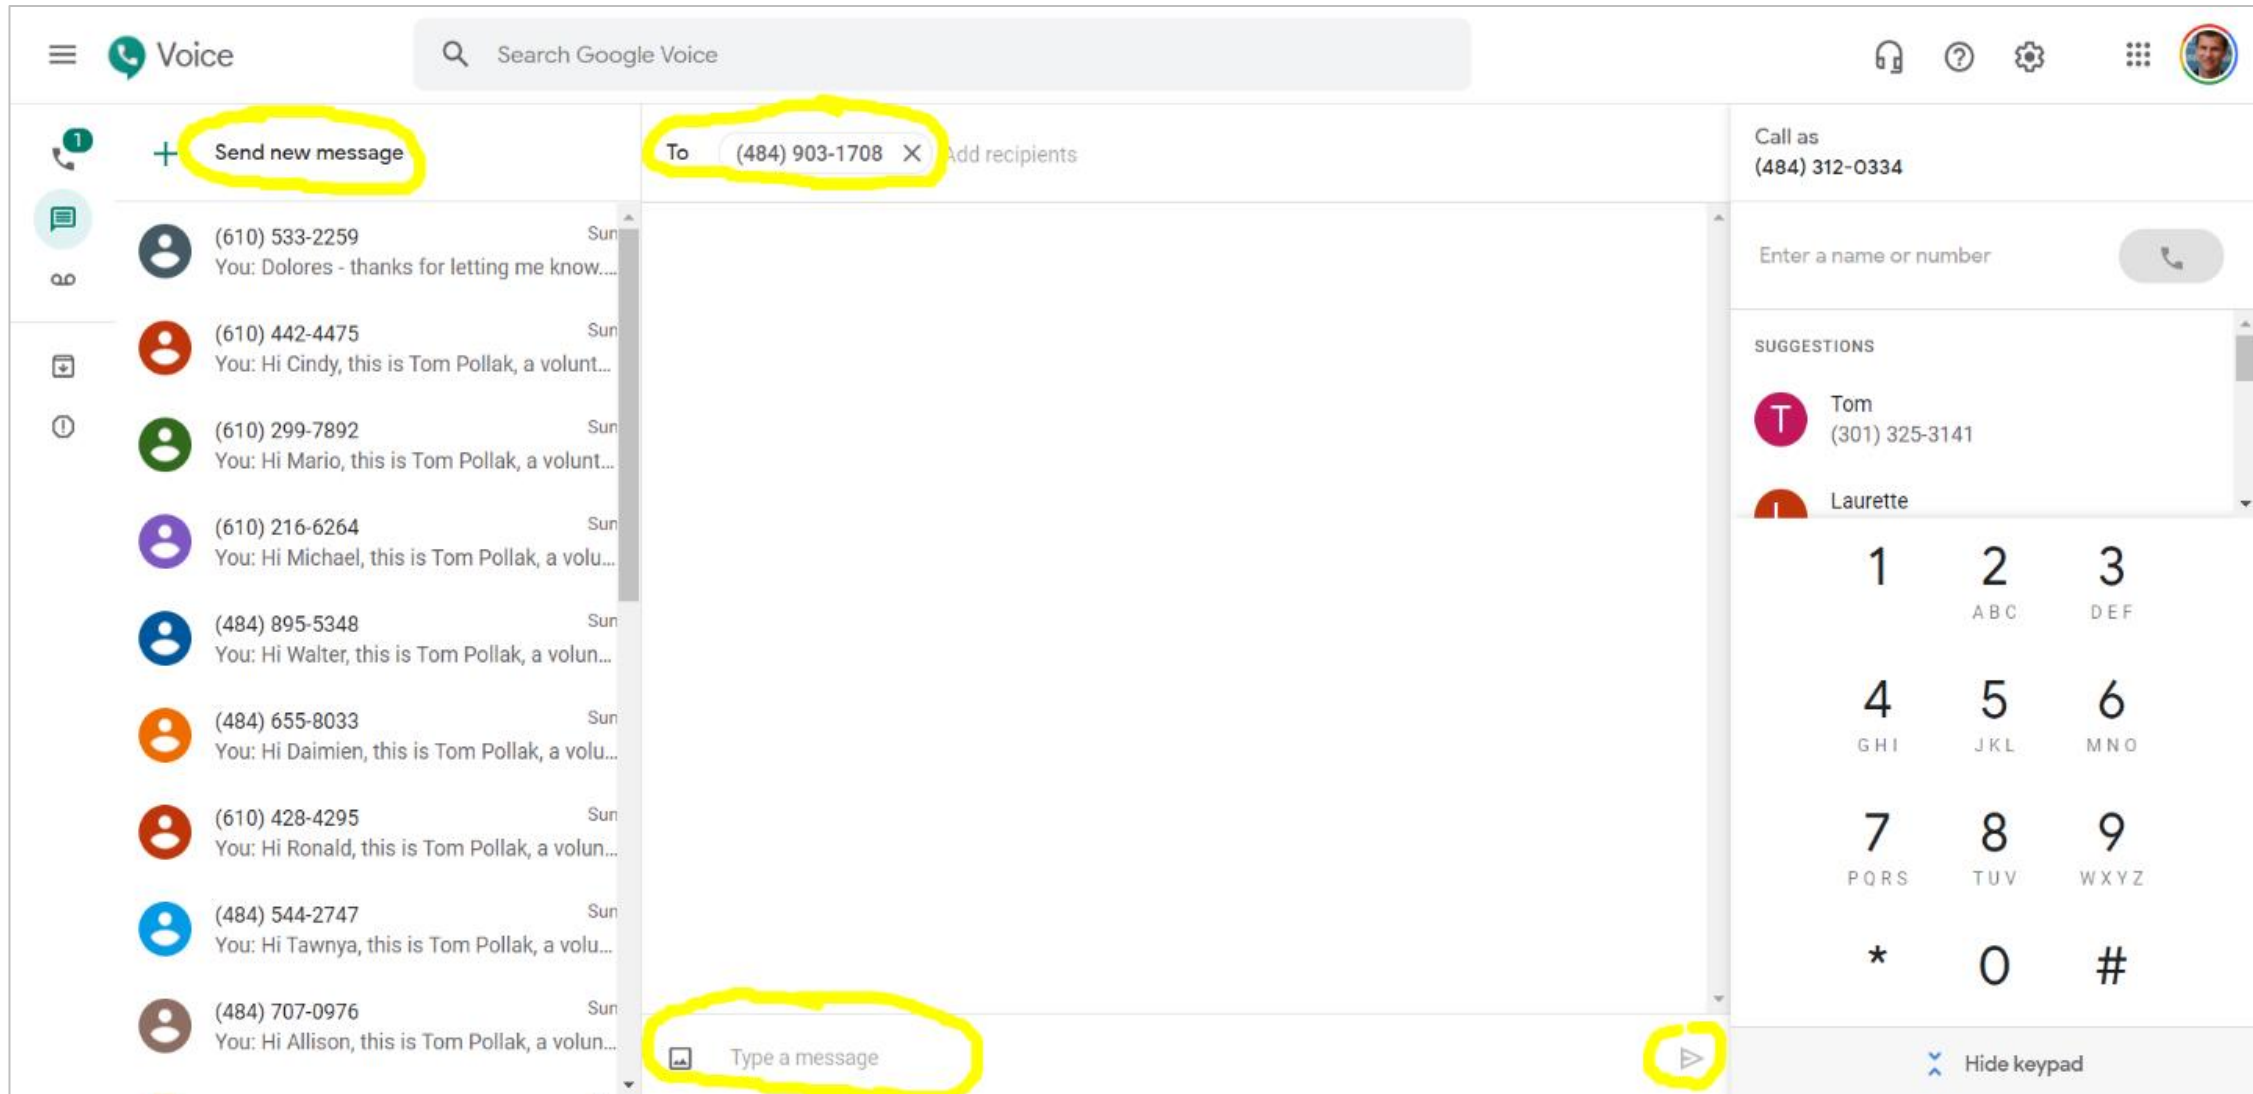 Voice
Search Google Voice
1
Send new message
To (484) 903-1708 Add recipients
(610) 533-2259 Sun
You: Dolores - thanks for letting me know....
(610) 442-4475 Sun
You: Hi Cindy, this is Tom Pollak, a volunt...
(610) 299-7892 Sun
You: Hi Mario, this is Tom Pollak, a volunt...
(610) 216-6264 Sun
You: Hi Michael, this is Tom Pollak, a volu...
(484) 895-5348 Sun
You: Hi Walter, this is Tom Pollak, a volun...
(484) 655-8033 Sun
You: Hi Daimien, this is Tom Pollak, a volu...
(610) 428-4295 Sun
You: Hi Ronald, this is Tom Pollak, a volun...
(484) 544-2747 Sun
You: Hi Tawnya, this is Tom Pollak, a volu...
(484) 707-0976 Sun
You: Hi Allison, this is Tom Pollak, a volun...
Type a message
Call as
(484) 312-0334
Enter a name or number
SUGGESTIONS
T
Tom
(301) 325-3141
L
Laurette
1 2 3
ABC DEF
4 5 6
GHI JKL MNO
7 8 9
PQRS TUV WXYZ
* 0 #
Hide keypad